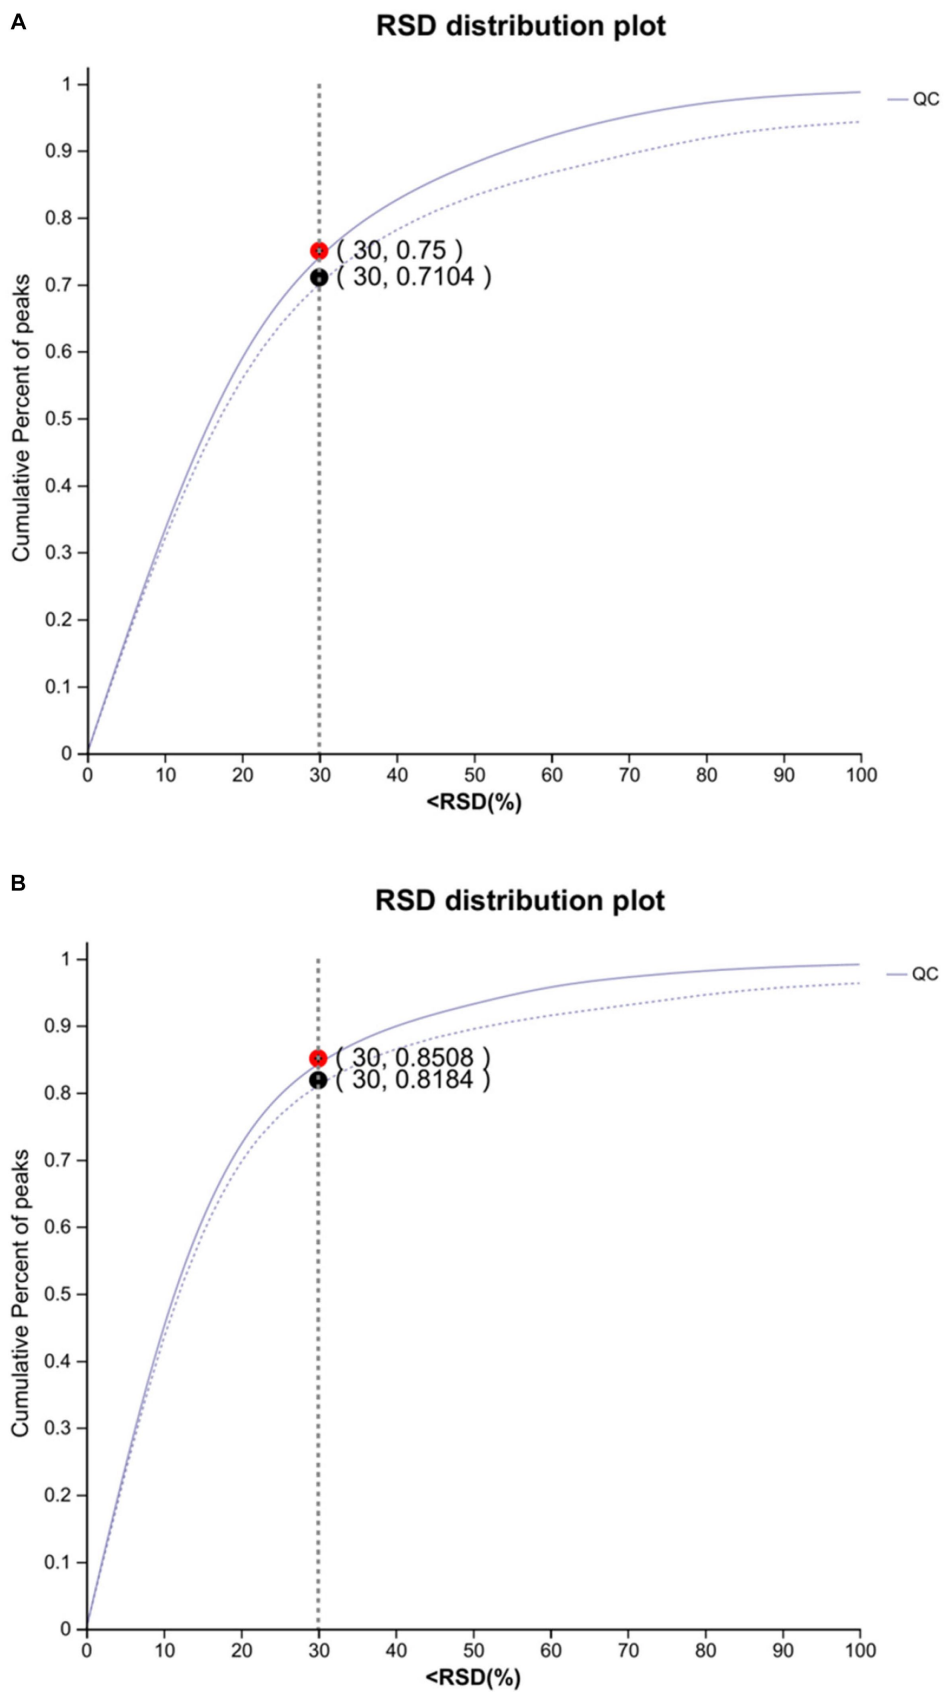 A
RSD distribution plot
QC
Cumulative Percent of peaks
1
0.9
0.8
0.7
0.6
0.5
0.4
0.3
0.2
0.1
0
( 30, 0.75 )
( 30, 0.7104 )
0 10 20 30 40 50 60 70 80 90 100
<RSD(%)
B
RSD distribution plot
QC
Cumulative Percent of peaks
1
0.9
0.8
0.7
0.6
0.5
0.4
0.3
0.2
0.1
0
( 30, 0.8508 )
( 30, 0.8184 )
0 10 20 30 40 50 60 70 80 90 100
<RSD(%)